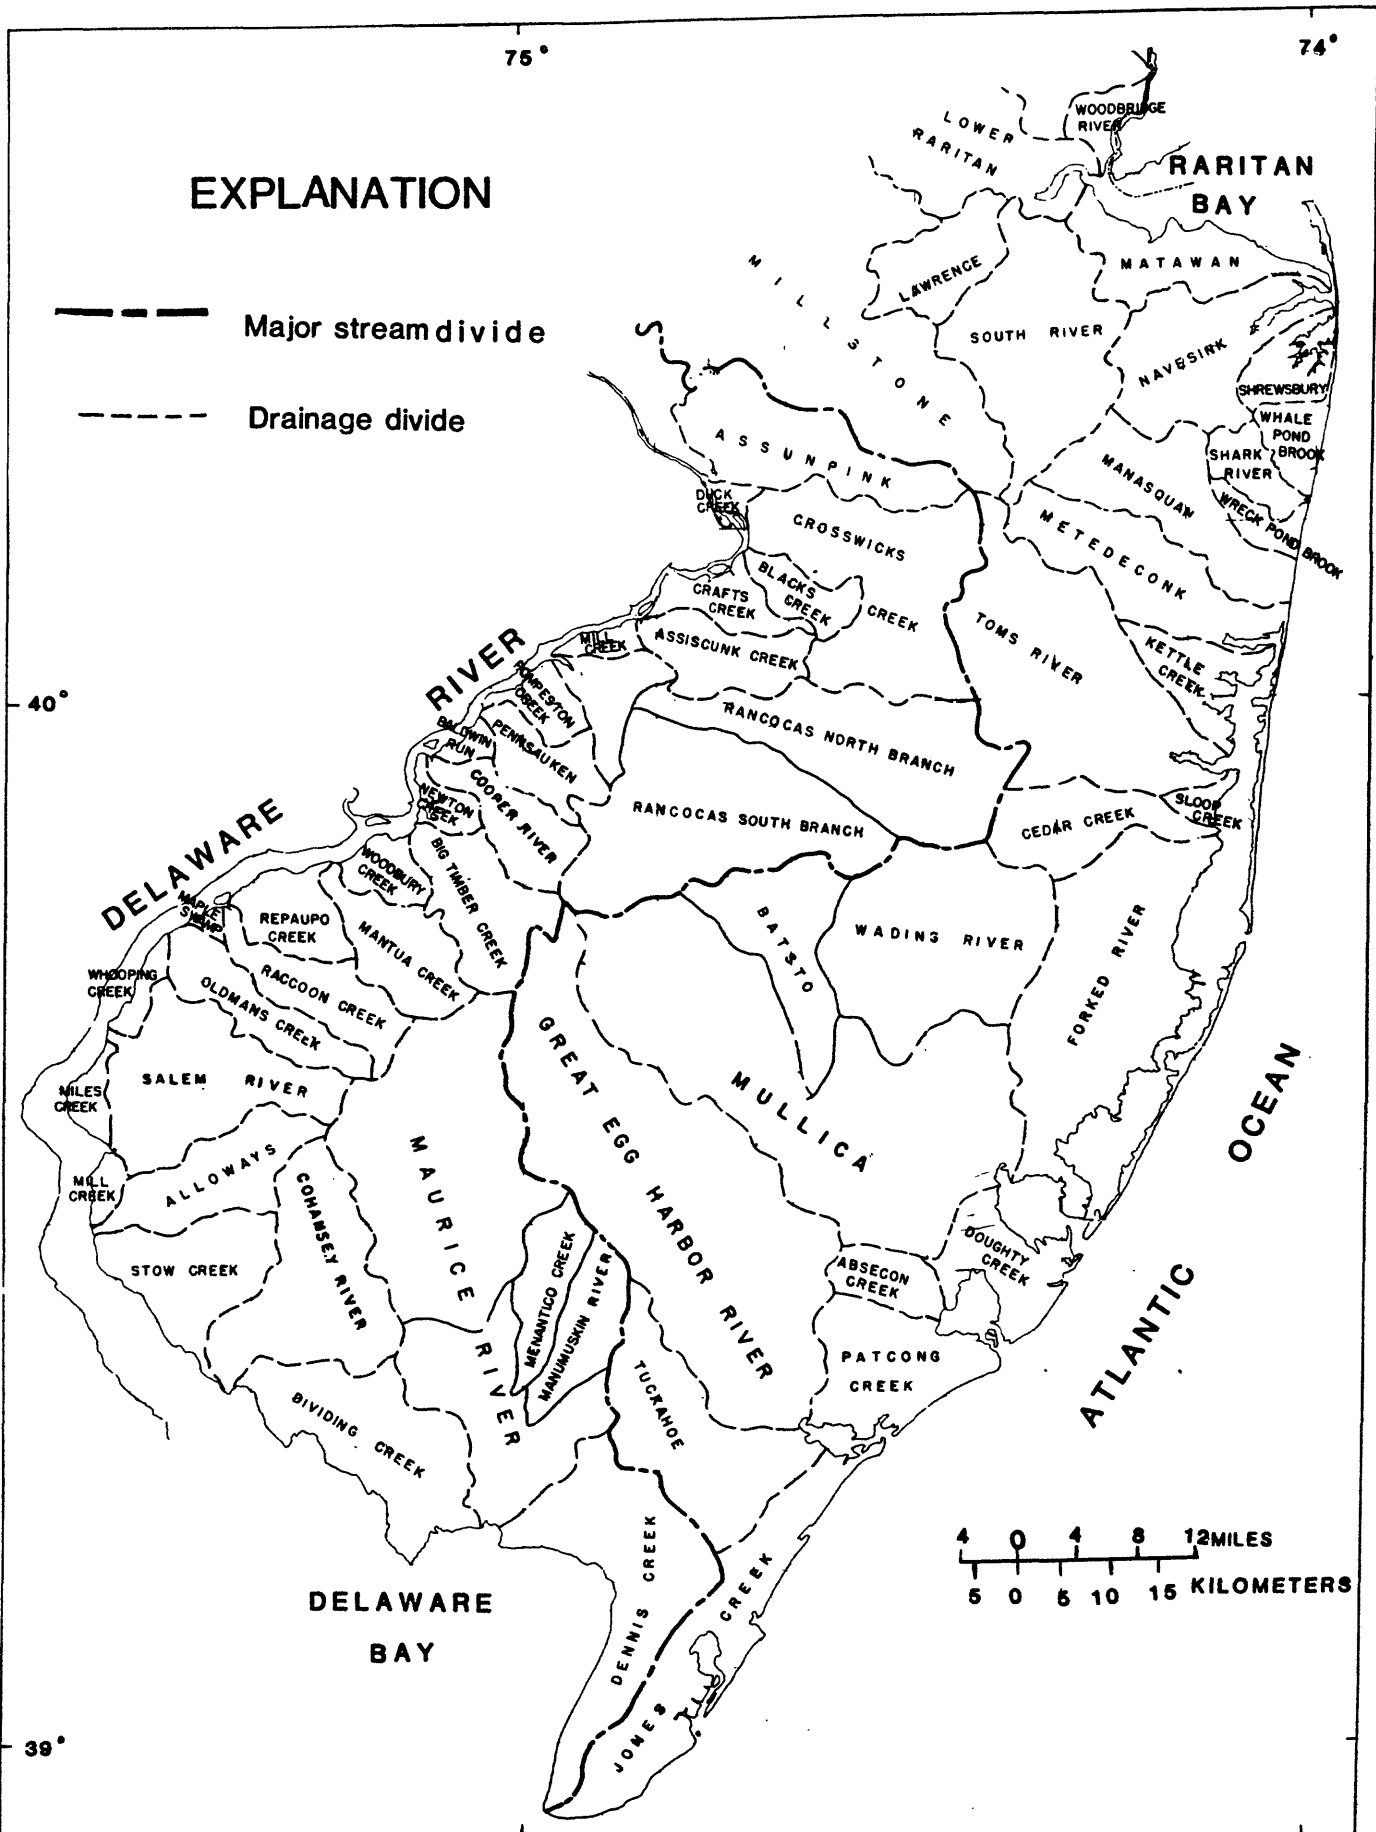 75°
74°
EXPLANATION
Major stream divide
Drainage divide
WOODBRIDGE
RIVER
LOWER
RARITAN
RARITAN
BAY
MILLSTONE
LAWRENCE
MATAWAN
SOUTH RIVER
NAVESINK
SHREWSBURY
WHALE
POND
BROOK
SHARK
RIVER
WRECK POND BROOK
MANASQUAN
METEDECONK
ASSUNPINK
DUCK
CREEK
CROSSWICKS
CREEK
BLACKS
CREEK
CRAFTS
CREEK
MILL
CREEK
ASSISCUNK CREEK
TOMS RIVER
KETTLE
CREEK
40°
DELAWARE RIVER
POMPESTON
CREEK
PENNSAUKEN
BALDWIN
RUN
COOPER RIVER
NEWTON
CREEK
RANCOCAS NORTH BRANCH
RANCOCAS SOUTH BRANCH
CEDAR CREEK
SLOOP
CREEK
BIG TIMBER CREEK
WOODBURY
CREEK
MAPLE
SWAMP
REPAUPO
CREEK
MANTUA CREEK
RACCOON CREEK
OLDMANS CREEK
WHOOPING
CREEK
BATSTO
WADING RIVER
FORKED RIVER
SALEM RIVER
MILES
CREEK
GREAT EGG HARBOR RIVER
MULLICA
ALLOWAYS
MILL
CREEK
STOW CREEK
COHANSEY RIVER
MAURICE RIVER
MENANTICO CREEK
MANUMUSKIN RIVER
DOUGHTY
CREEK
ABSECON
CREEK
PATCONG
CREEK
TUCKAHOE
ATLANTIC OCEAN
DIVIDING CREEK
DENNIS CREEK
JONES CREEK
DELAWARE
BAY
4 0 4 8 12 MILES
5 0 5 10 15 KILOMETERS
39°